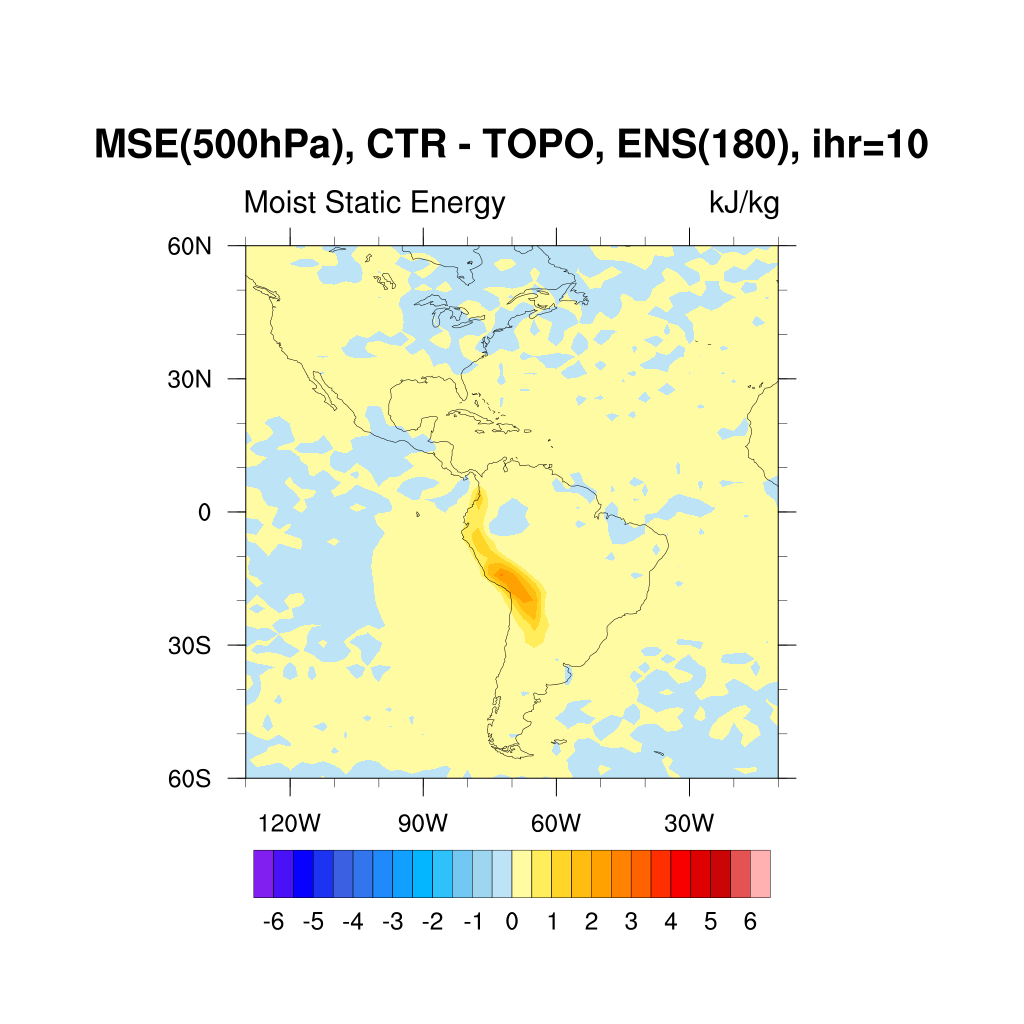 MSE(500hPa), CTR - TOPO, ENS(180), ihr=10
Moist Static Energy kJ/kg
60N
30N
0
30S
60S
120W 90W 60W 30W
-6 -5 -4 -3 -2 -1 0 1 2 3 4 5 6